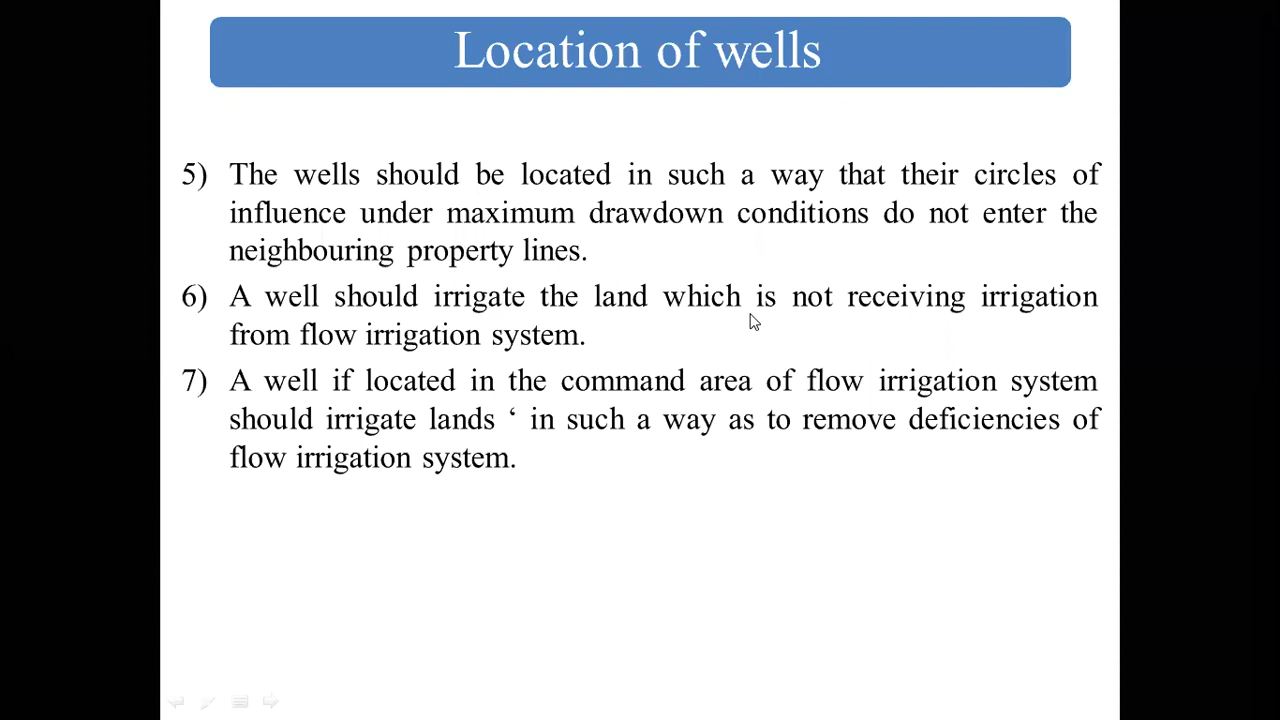 Location of wells
5) The wells should be located in such a way that their circles of
influence under maximum drawdown conditions do not enter the
neighbouring property lines.
6) A well should irrigate the land which is not receiving irrigation
from flow irrigation system.
7) A well if located in the command area of flow irrigation system
should irrigate lands ‘ in such a way as to remove deficiencies of
flow irrigation system.